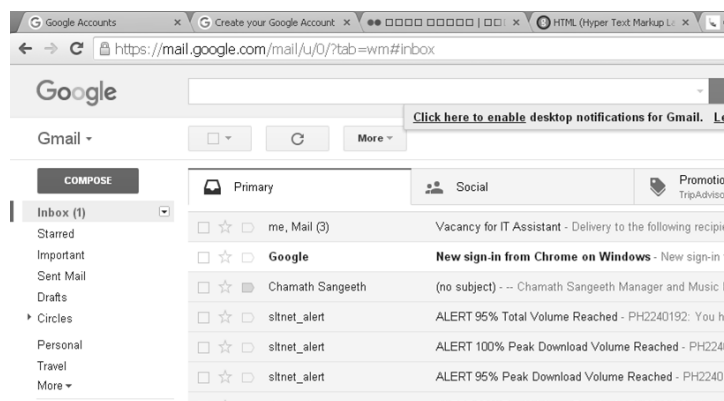 Google Accounts × Create your Google Account × ●● □□□□ □□□□□ | □□ × HTML (Hyper Text Markup La ×
https://mail.google.com/mail/u/0/?tab=wm#inbox
Google
Click here to enable desktop notifications for Gmail.
Gmail
More
COMPOSE
Primary
Social
Promotio
TripAdviso
Inbox (1)
Starred
Important
Sent Mail
Drafts
Circles
Personal
Travel
More
me, Mail (3) Vacancy for IT Assistant - Delivery to the following recipie
Google New sign-in from Chrome on Windows - New sign-in
Chamath Sangeeth (no subject) - -- Chamath Sangeeth Manager and Music
sltnet_alert ALERT 95% Total Volume Reached - PH2240192: You h
sltnet_alert ALERT 100% Peak Download Volume Reached - PH224
sltnet_alert ALERT 95% Peak Download Volume Reached - PH2240